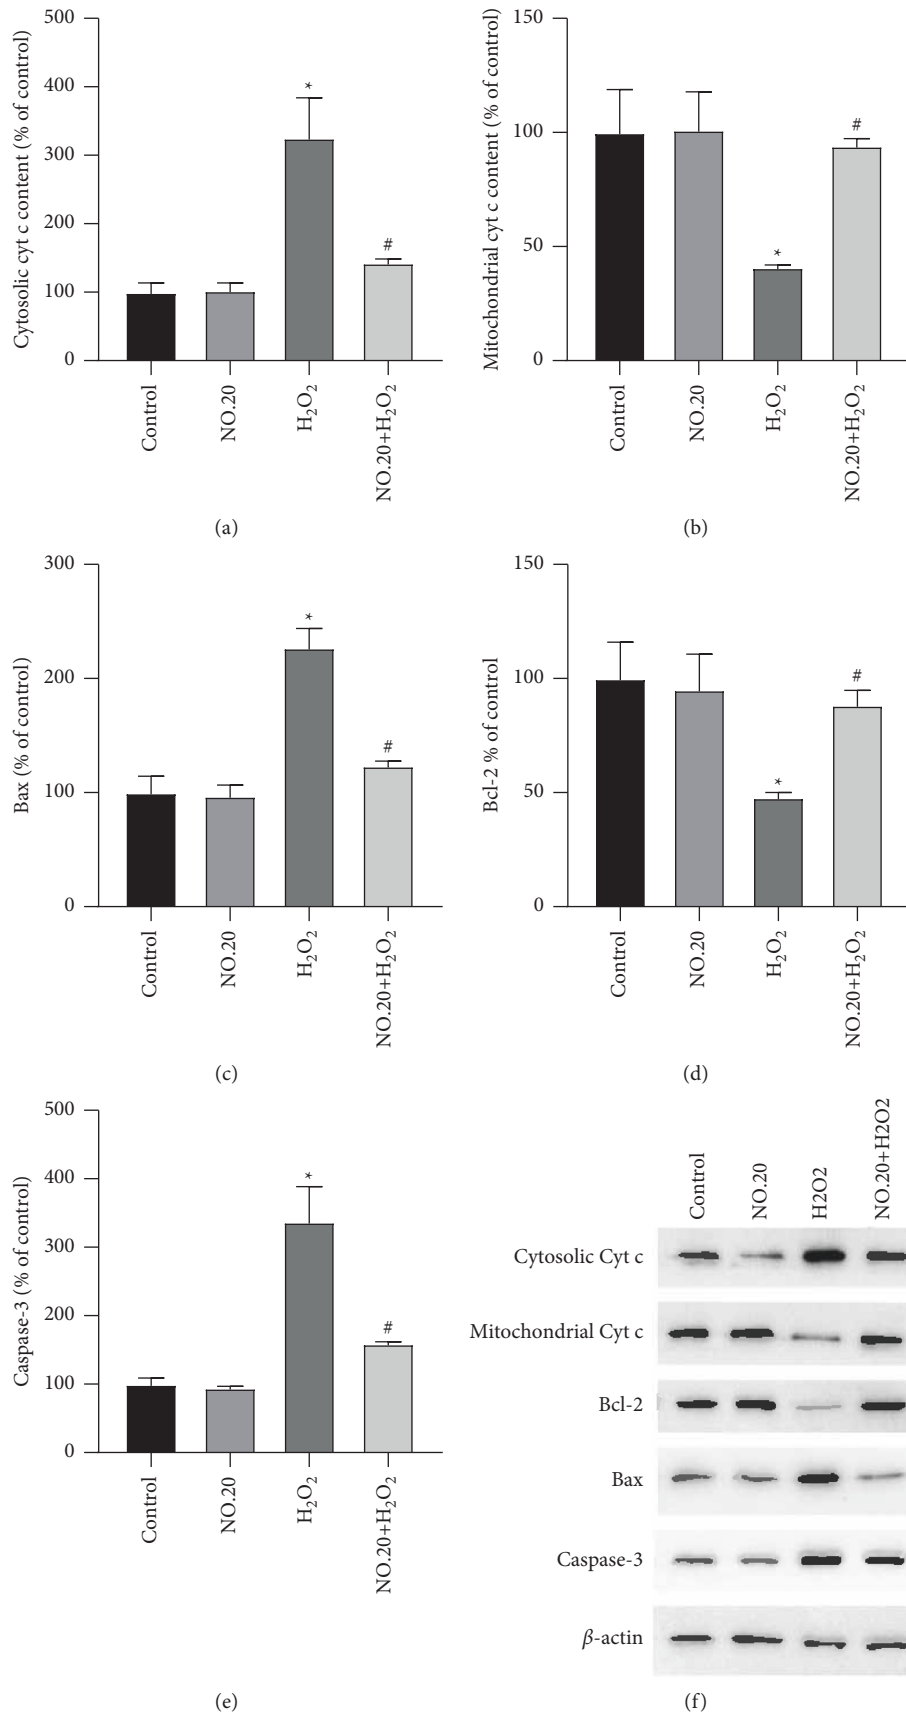 Cytosolic cyt c content (% of control)
500
400
300
200
100
0
*
#
Control
NO.20
H₂O₂
NO.20+H₂O₂
(a)
Mitochondrial cyt c content (% of control)
150
100
50
0
*
#
Control
NO.20
H₂O₂
NO.20+H₂O₂
(b)
Bax (% of control)
300
200
100
0
*
#
Control
NO.20
H₂O₂
NO.20+H₂O₂
(c)
Bcl-2 % of control
150
100
50
0
*
#
Control
NO.20
H₂O₂
NO.20+H₂O₂
(d)
Caspase-3 (% of control)
500
400
300
200
100
0
*
#
Control
NO.20
H₂O₂
NO.20+H₂O₂
(e)
Control
NO.20
H2O2
NO.20+H2O2
Cytosolic Cyt c
Mitochondrial Cyt c
Bcl-2
Bax
Caspase-3
β-actin
(f)